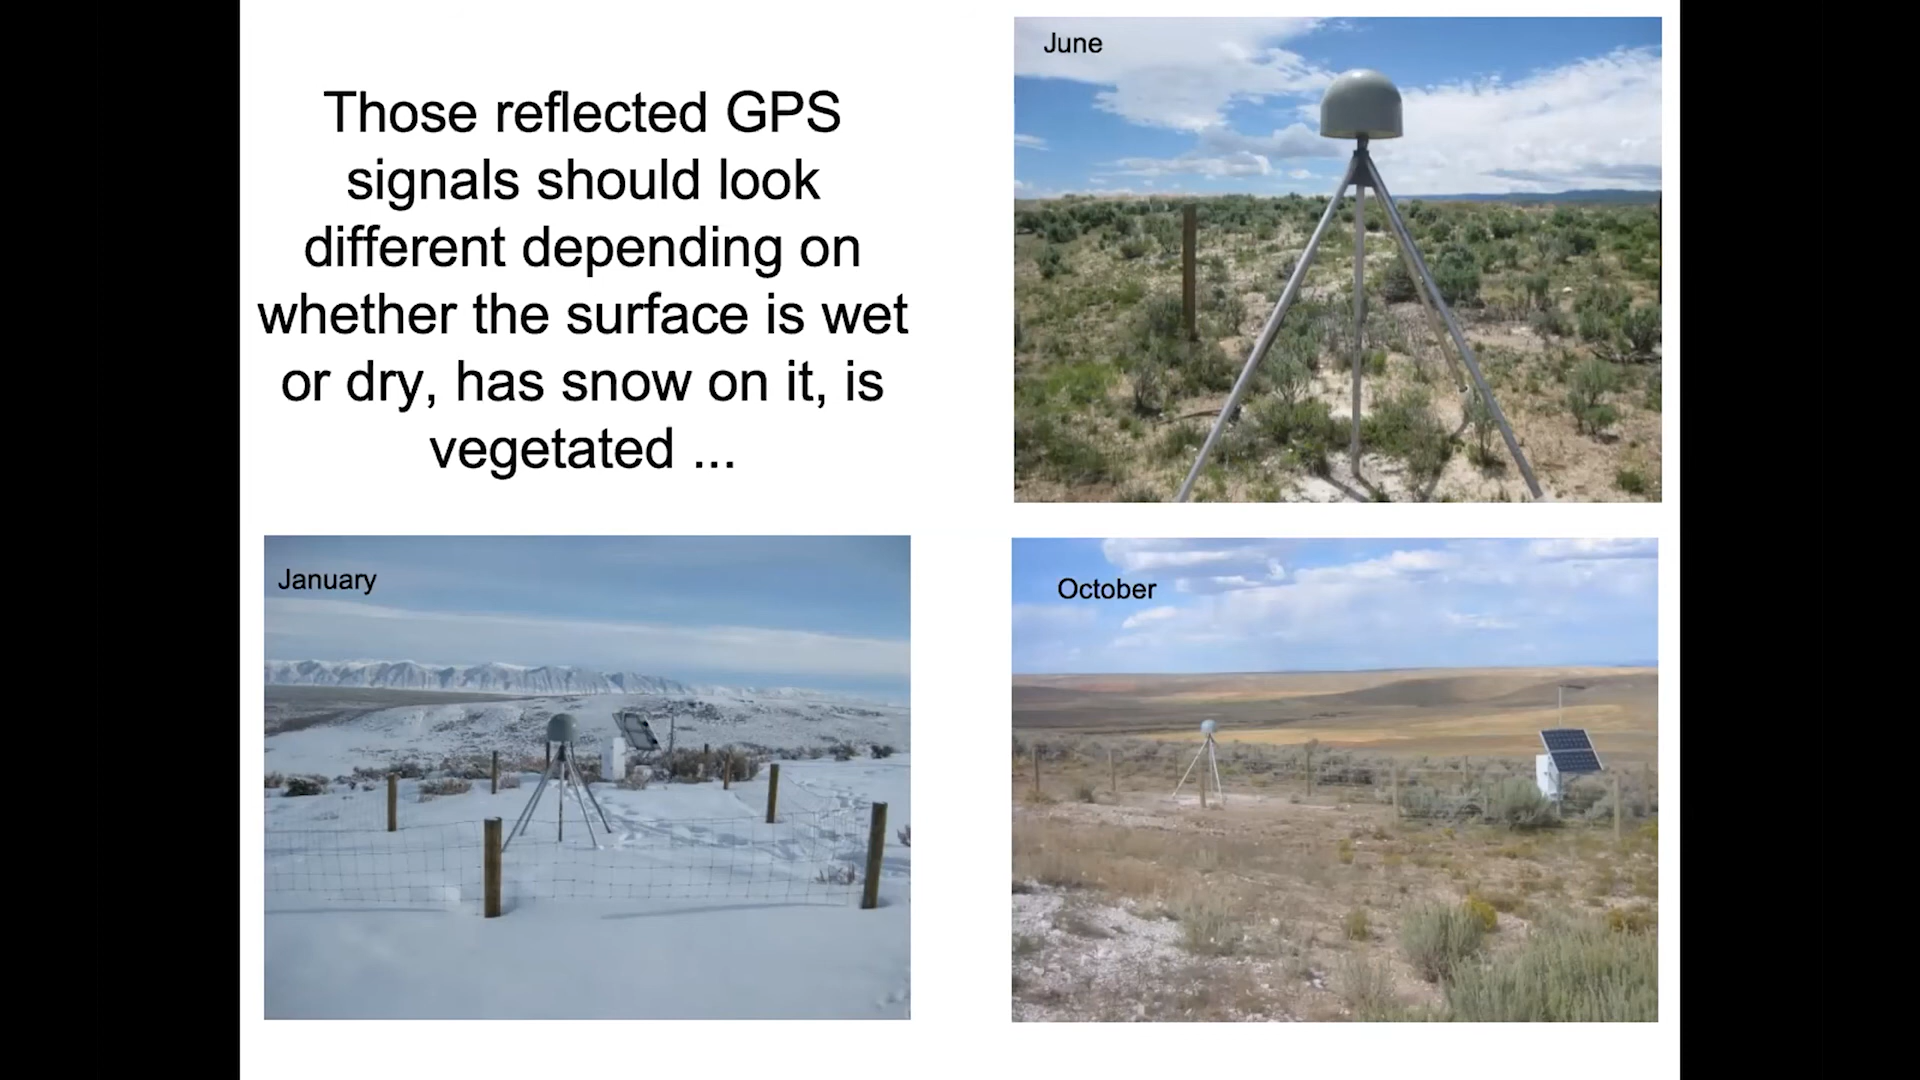 Those reflected GPS
signals should look
different depending on
whether the surface is wet
or dry, has snow on it, is
vegetated ...
June
January
October